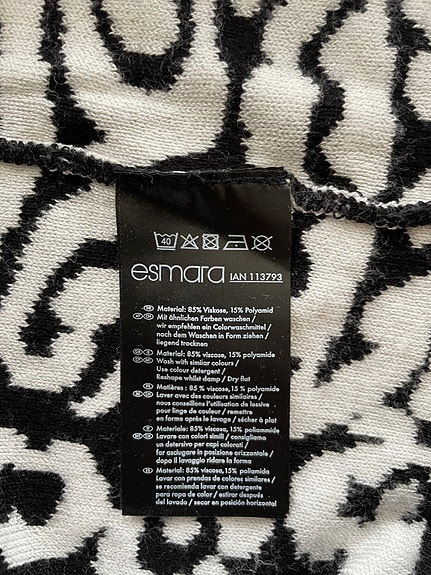 40
esmara IAN 113793
Material: 85% Viskose, 15% Polyamid
Mit ähnlichen Farben waschen /
wir empfehlen ein Colorwaschmittel /
nach dem Waschen in Form ziehen /
liegend trocknen
Material: 85% viscose, 15% polyamide
Wash with similar colours /
Use colour detergent /
Reshape whilst damp / Dry flat
Matières : 85 % viscose, 15% polyamide
Laver avec des couleurs similaires /
nous conseillons l'utilisation de lessive
pour linge de couleur / remettre
en forme après le lavage / sécher à plat
Materiale: 85% viscosa, 15% poliammide
Lavare con colori simili / consigliamo
un detersivo per capi colorati /
far asciugare in posizione orizzontale /
dopo il lavaggio ridare la forma
Material: 85% viscosa, 15% poliamida
Lavar con prendas de colores similares /
se recomienda lavar con detergente
para ropa de color / estirar después
del lavado / secar en posición horizontal